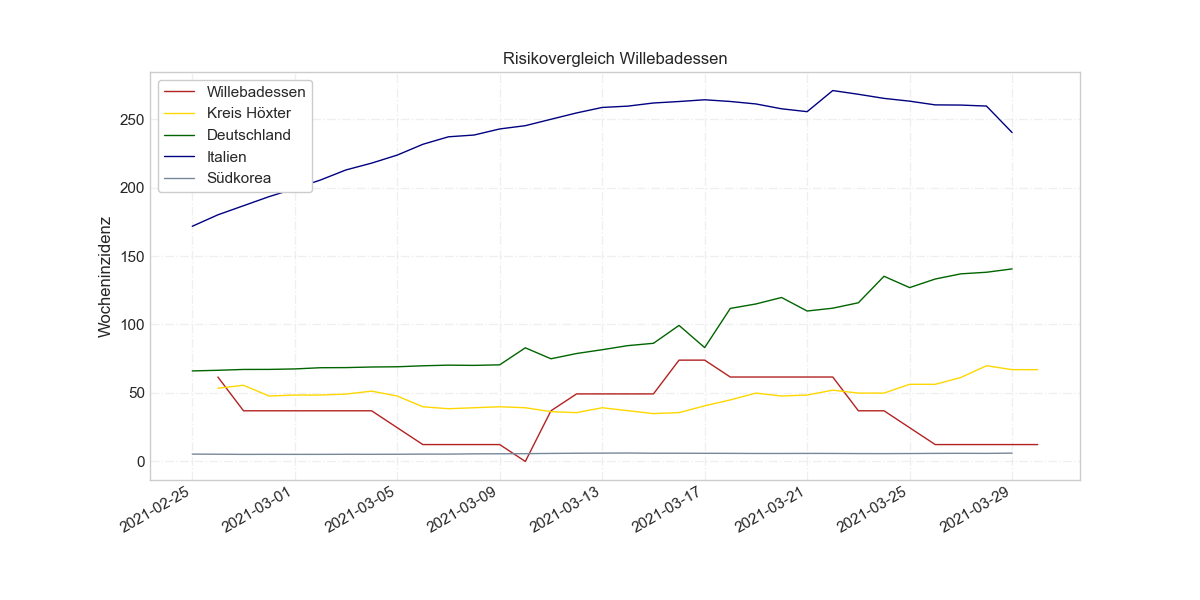 Risikovergleich Willebadessen
Willebadessen
Kreis Höxter
Deutschland
Italien
Südkorea
Wocheninzidenz
250
200
150
100
50
0
2021-02-25
2021-03-01
2021-03-05
2021-03-09
2021-03-13
2021-03-17
2021-03-21
2021-03-25
2021-03-29